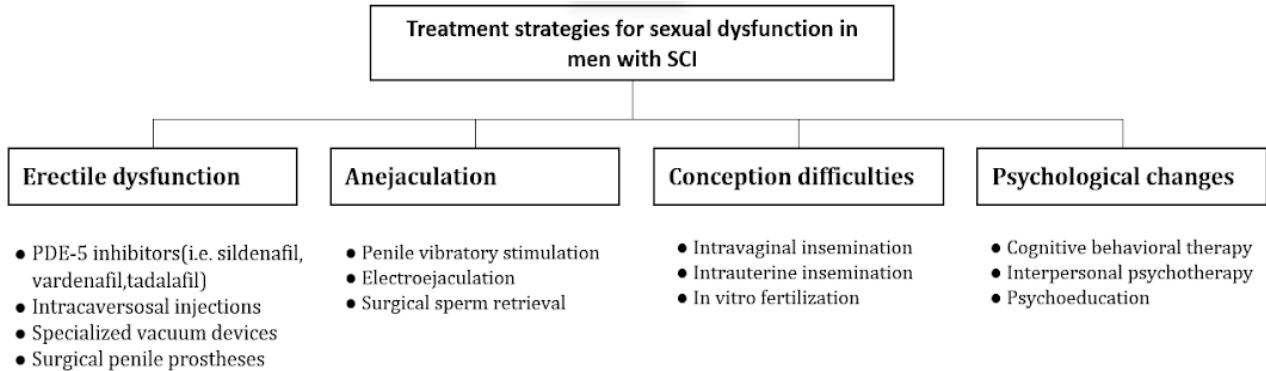 Treatment strategies for sexual dysfunction in
men with SCI
Erectile dysfunction
● PDE-5 inhibitors(i.e. sildenafil,
vardenafil,tadalafil)
● Intracaversosal injections
● Specialized vacuum devices
● Surgical penile prostheses
Anejaculation
● Penile vibratory stimulation
● Electroejaculation
● Surgical sperm retrieval
Conception difficulties
● Intravaginal insemination
● Intrauterine insemination
● In vitro fertilization
Psychological changes
● Cognitive behavioral therapy
● Interpersonal psychotherapy
● Psychoeducation